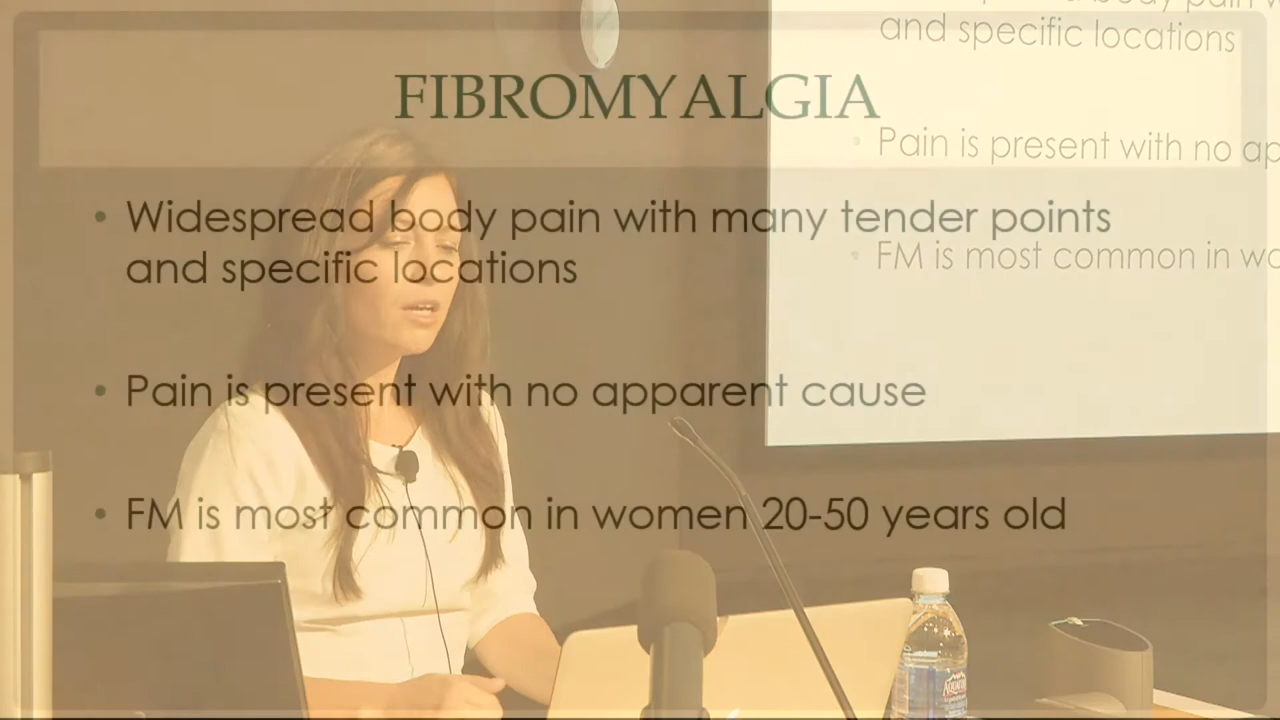 FIBROMYALGIA
• Widespread body pain with many tender points
and specific locations
• Pain is present with no apparent cause
• FM is most common in women 20-50 years old
and specific locations
• Pain is present with no ap
• FM is most common in wo